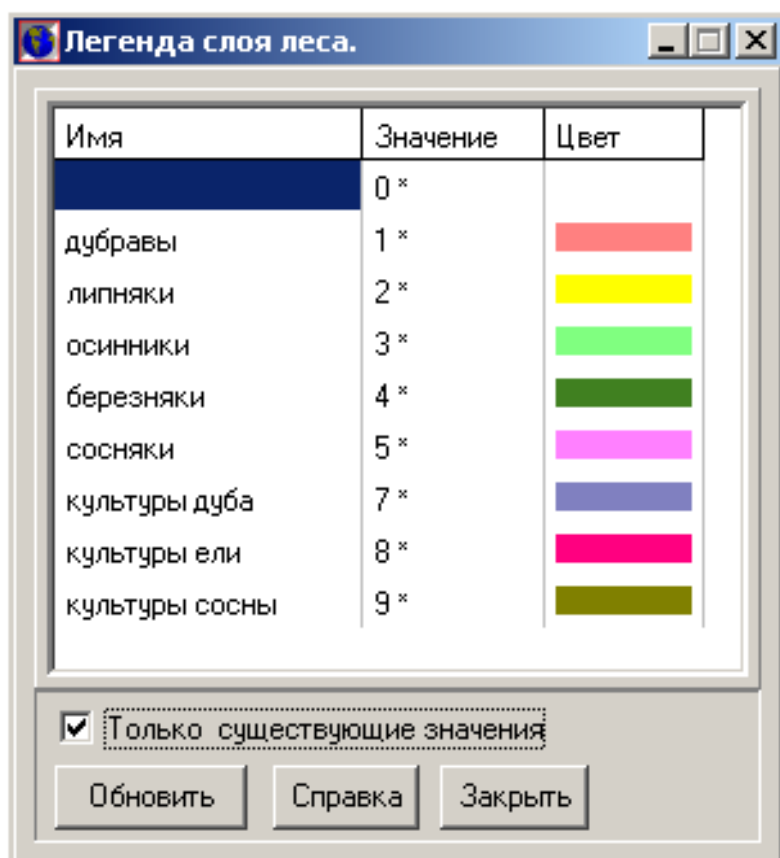 Легенда слоя леса.
Имя Значение Цвет
0 *
дубравы 1 *
липняки 2 *
осинники 3 *
березняки 4 *
сосняки 5 *
культуры дуба 7 *
культуры ели 8 *
культуры сосны 9 *
Только существующие значения
Обновить Справка Закрыть